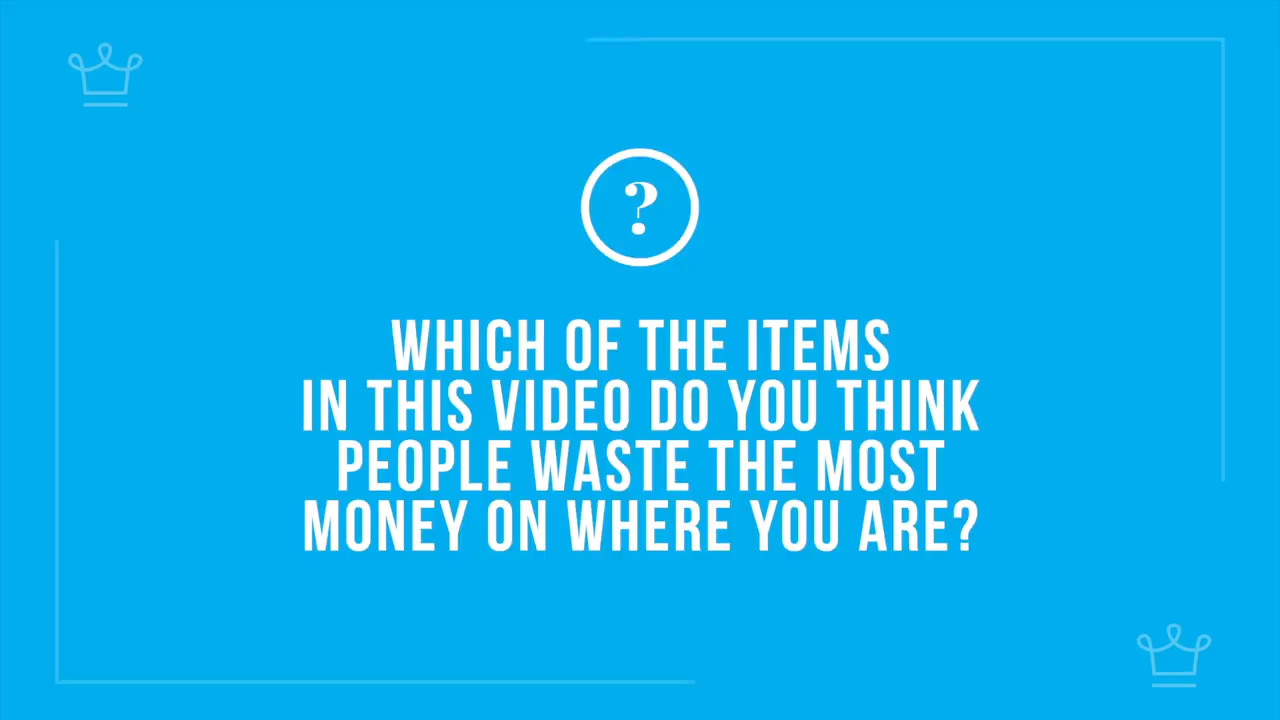 ?
WHICH OF THE ITEMS
IN THIS VIDEO DO YOU THINK
PEOPLE WASTE THE MOST
MONEY ON WHERE YOU ARE?